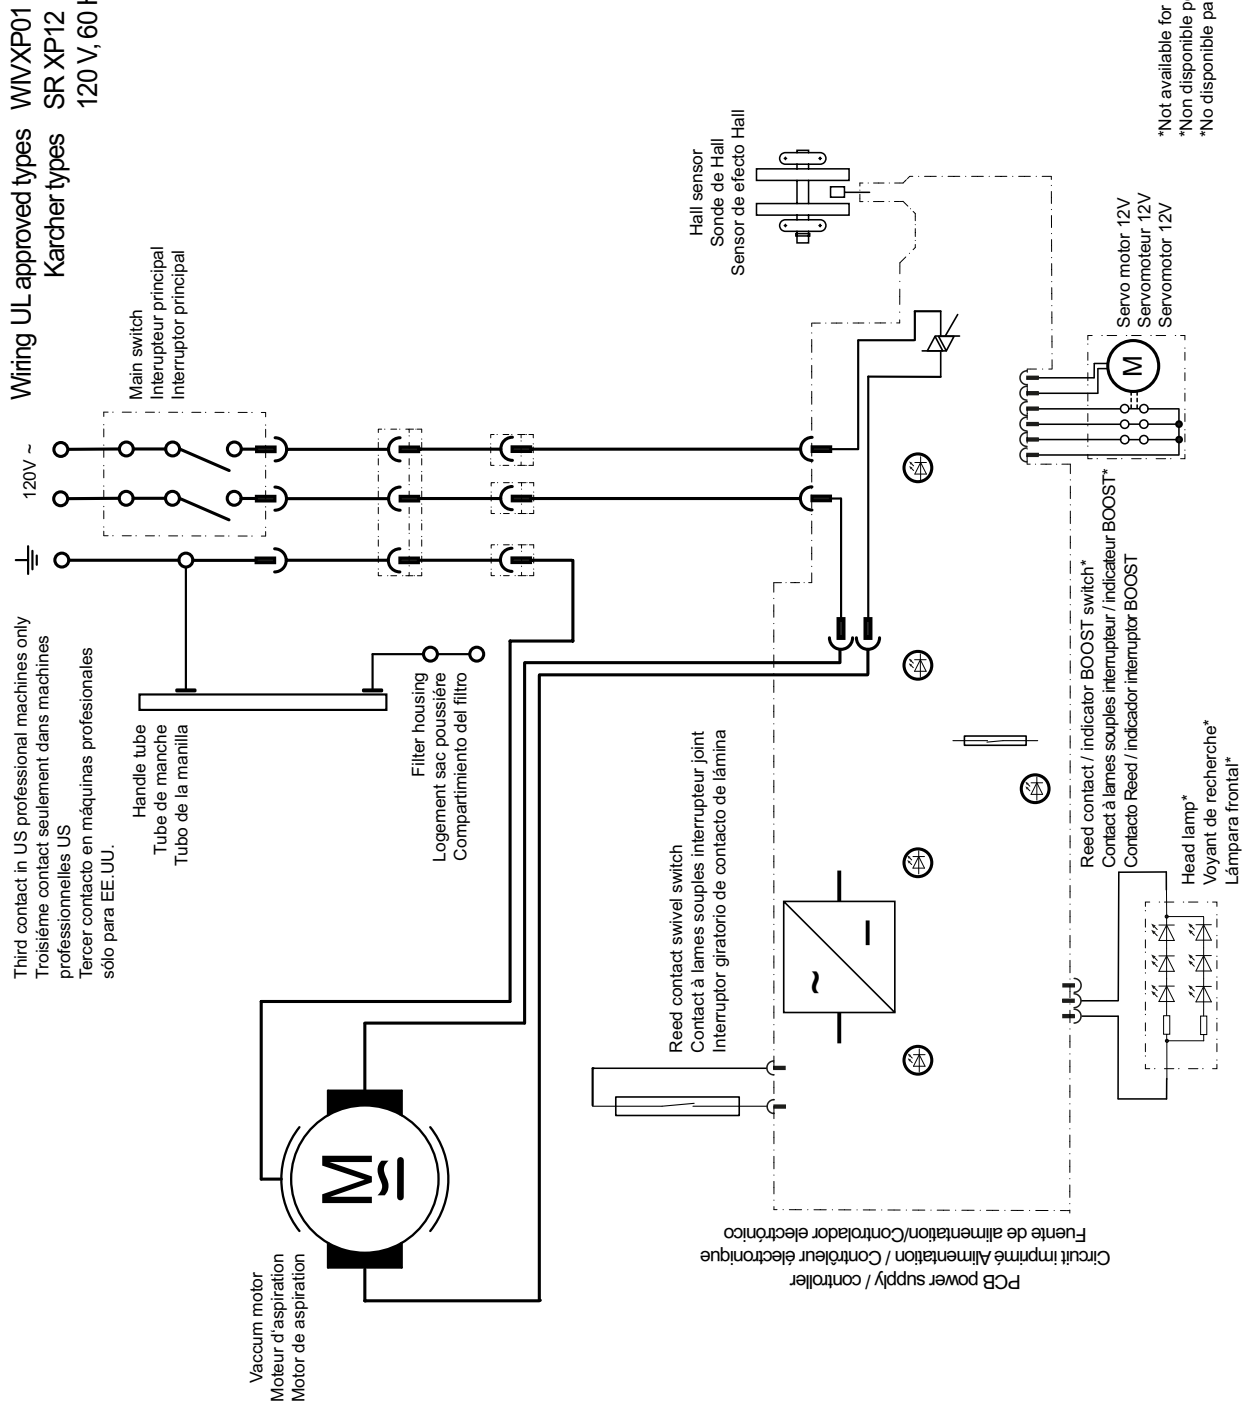 Wiring UL approved types WIVXP01
Karcher types SR XP12
120 V, 60
120V ~
Main switch
Interupteur principal
Interruptor principal
Third contact in US professional machines only
Troisiéme contact seulement dans machines
professionnelles US
Tercer contacto en máquinas profesionales
sólo para EE.UU.
Handle tube
Tube de manche
Tubo de la manilla
Filter housing
Logement sac poussiére
Compartimiento del filtro
Vaccum motor
Moteur d'aspiration
Motor de aspiration
M
Hall sensor
Sonde de Hall
Sensor de efecto Hall
Reed contact swivel switch
Contact à lames souples interrupteur joint
Interruptor giratorio de contacto de lámina
PCB power supply / controller
Circuit imprimé Alimentation / Contrôleur électronique
Fuente de alimentation/Controlador electrónico
Servo motor 12V
Servomoteur 12V
Servomotor 12V
M
Reed contact / indicator BOOST switch*
Contact à lames souples interrupteur / indicateur BOOST*
Contacto Reed / indicador interruptor BOOST
Head lamp*
Voyant de recherche*
Lámpara frontal*
*Not available for
*Non disponible
*No disponible